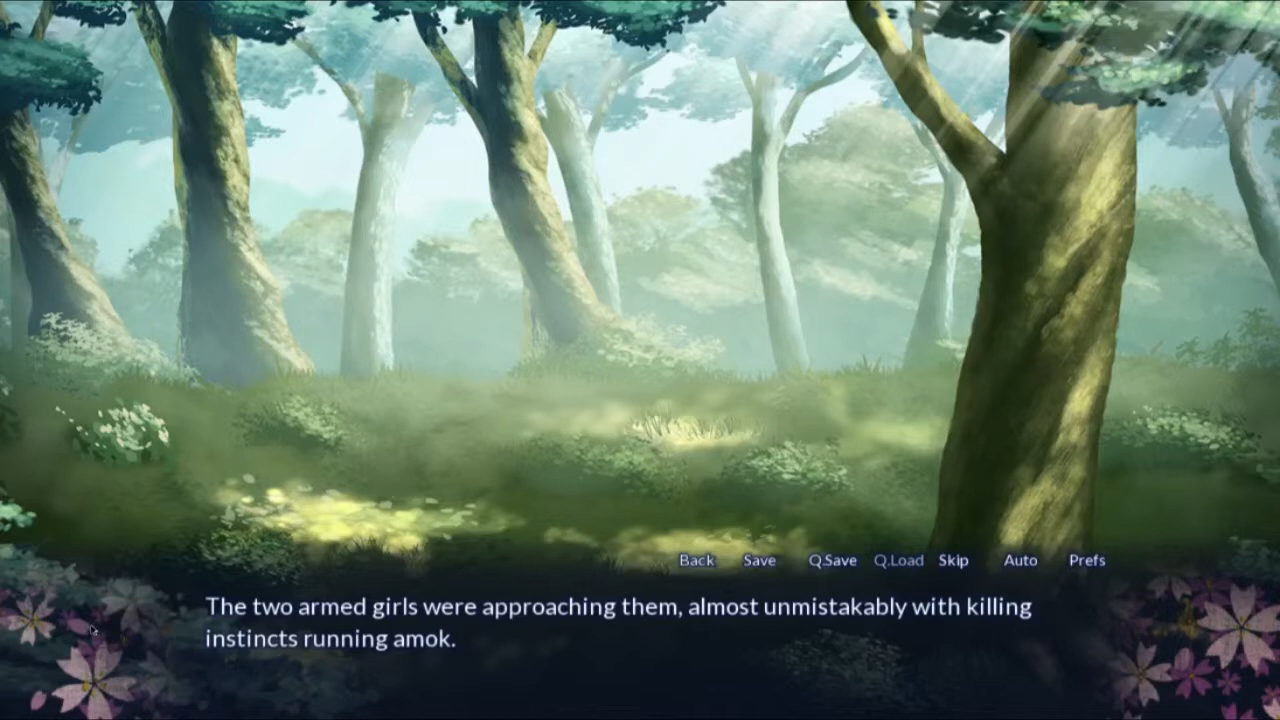 Back Save Q.Save Q.Load Skip Auto Prefs
The two armed girls were approaching them, almost unmistakably with killing
instincts running amok.